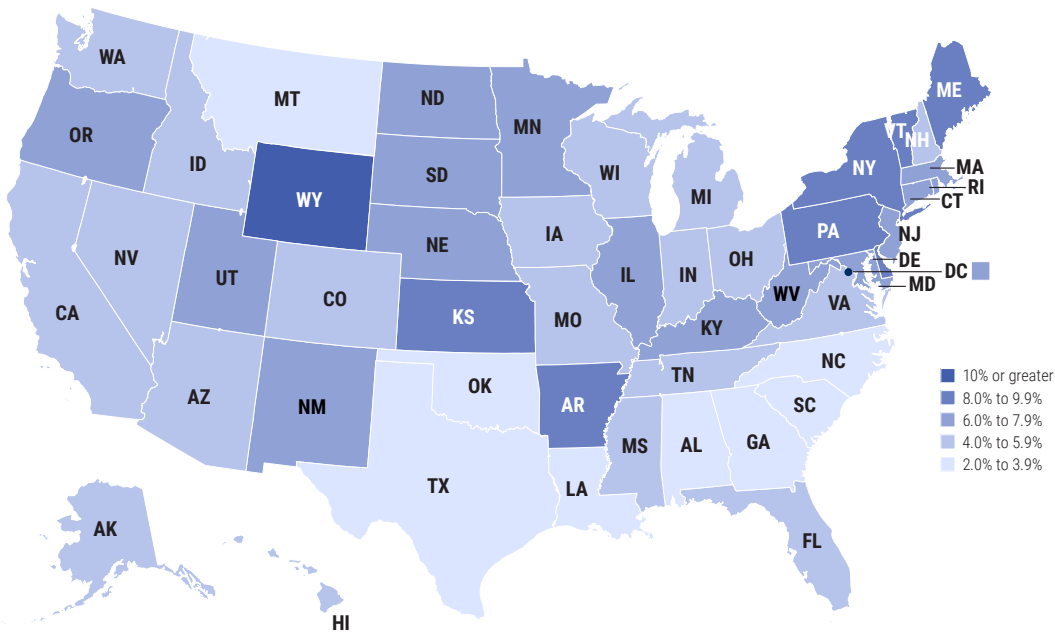 WA
MT
ND
MN
ME
OR
ID
SD
WI
VT
NH
NY
MA
RI
CT
WY
MI
PA
NJ
NV
UT
NE
IA
IL
IN
OH
DE
DC
MD
CA
CO
KS
MO
WV
VA
KY
AZ
NM
OK
AR
TN
NC
SC
MS
AL
GA
TX
LA
AK
FL
HI
10% or greater
8.0% to 9.9%
6.0% to 7.9%
4.0% to 5.9%
2.0% to 3.9%